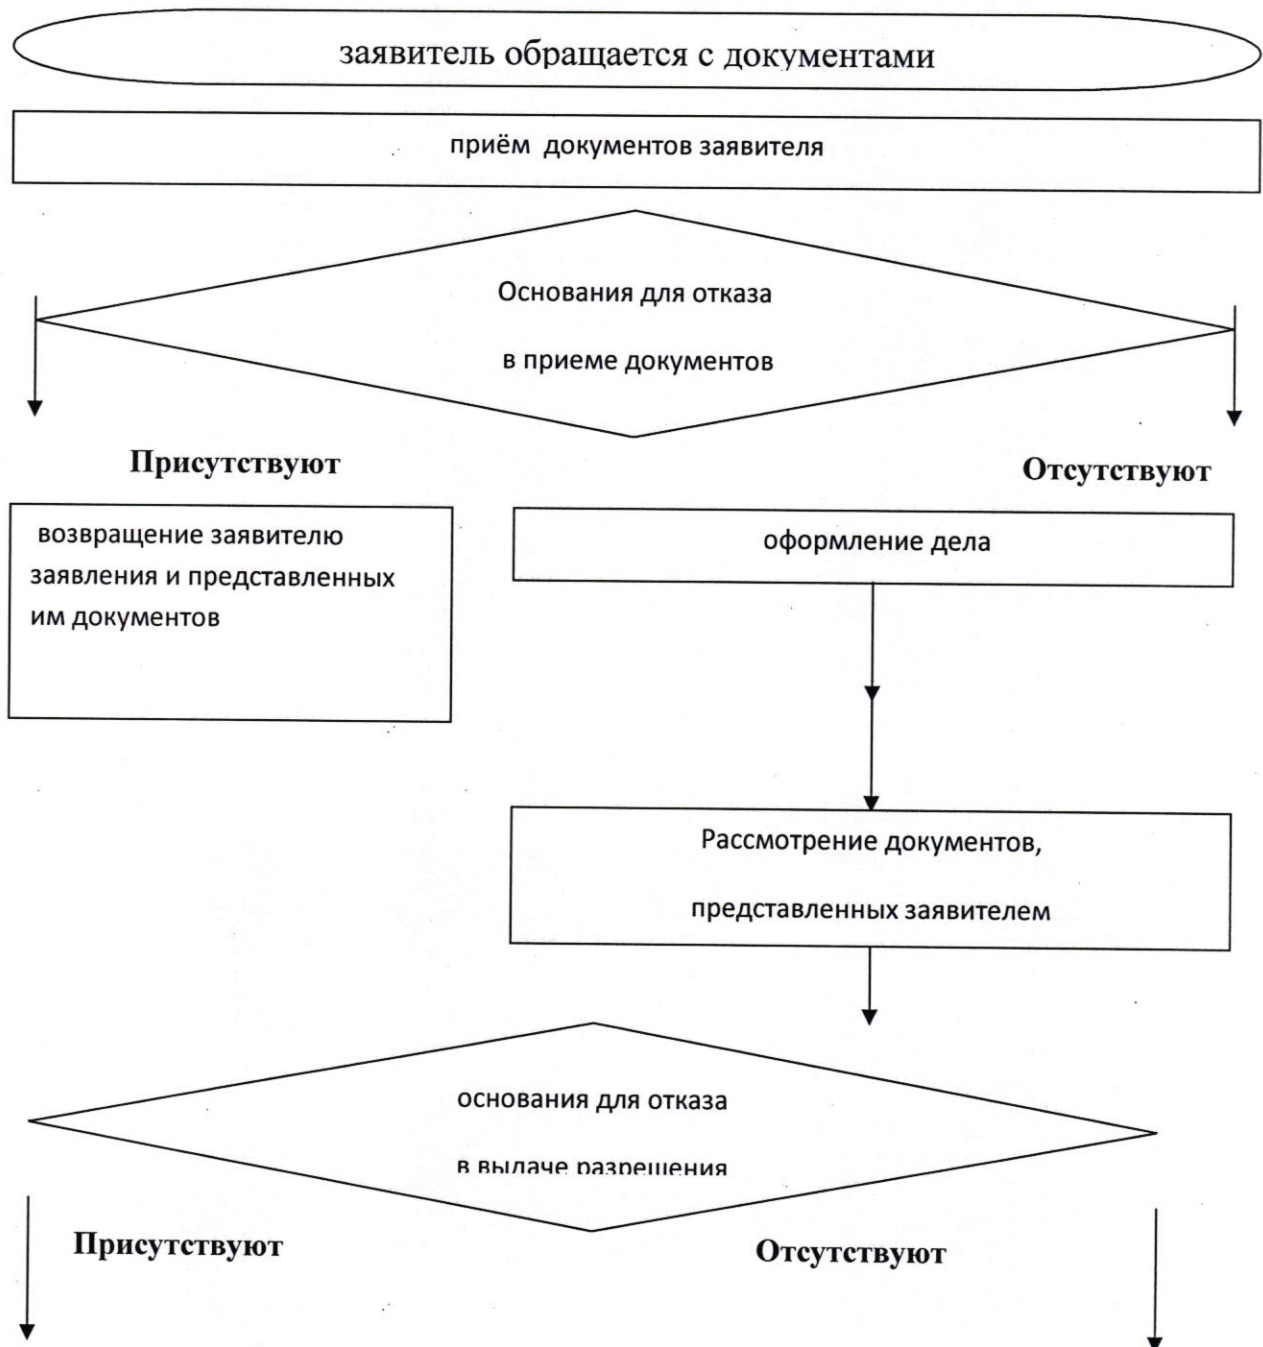 заявитель обращается с документами
приём документов заявителя
Основания для отказа
в приеме документов
Присутствуют
Отсутствуют
возвращение заявителю
заявления и представленных
им документов
оформление дела
Рассмотрение документов,
представленных заявителем
основания для отказа
в выдаче разрешения
Присутствуют
Отсутствуют